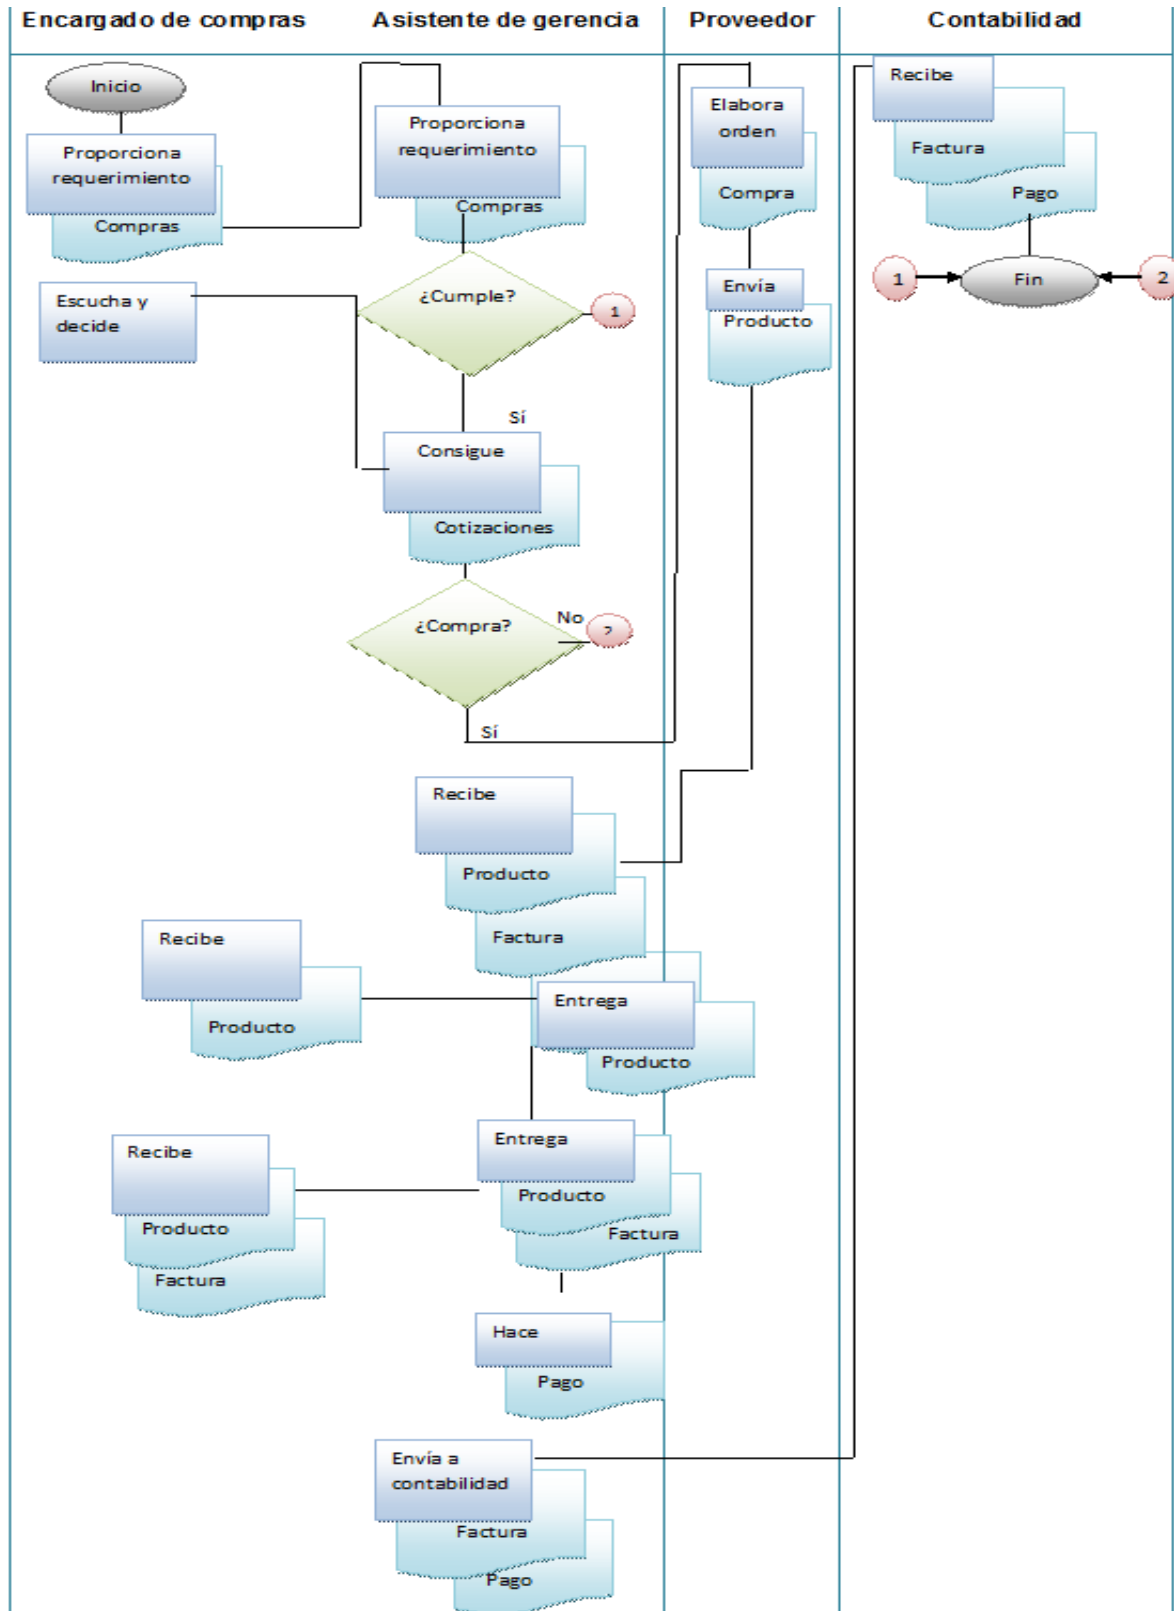 Encargado de compras
Asistente de gerencia
Proveedor
Contabilidad
Inicio
Proporciona
requerimiento
Compras
Escucha y
decide
Proporciona
requerimiento
Compras
¿Cumple?
1
Sí
Consigue
Cotizaciones
¿Compra?
No
2
Sí
Elabora
orden
Compra
Envía
Producto
Recibe
Factura
Pago
1
Fin
2
Recibe
Producto
Factura
Recibe
Producto
Entrega
Producto
Recibe
Producto
Factura
Entrega
Producto
Factura
Hace
Pago
Envía a
contabilidad
Factura
Pago